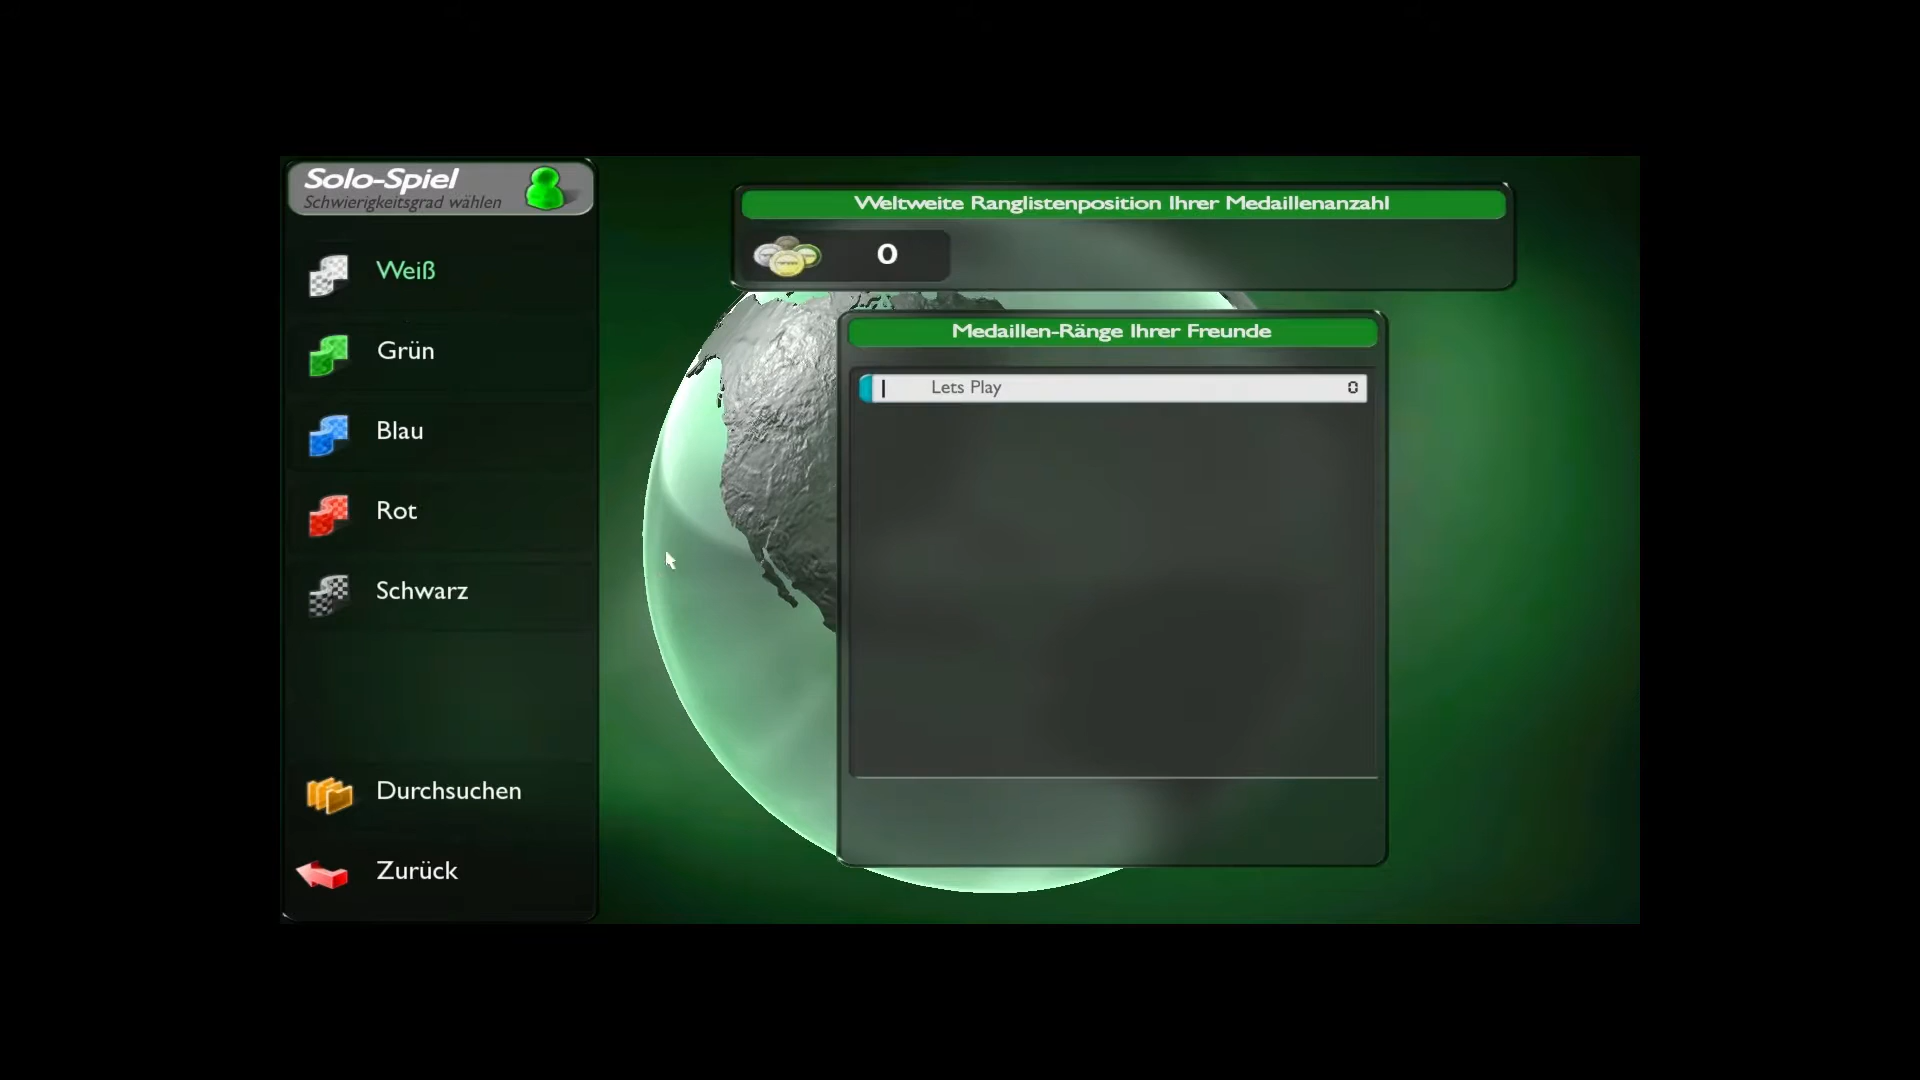 Solo-Spiel
Schwierigkeitsgrad wählen
Weiß
Grün
Blau
Rot
Schwarz
Durchsuchen
Zurück
Weltweite Ranglistenposition Ihrer Medaillenanzahl
0
Medaillen-Ränge Ihrer Freunde
| Lets Play 0